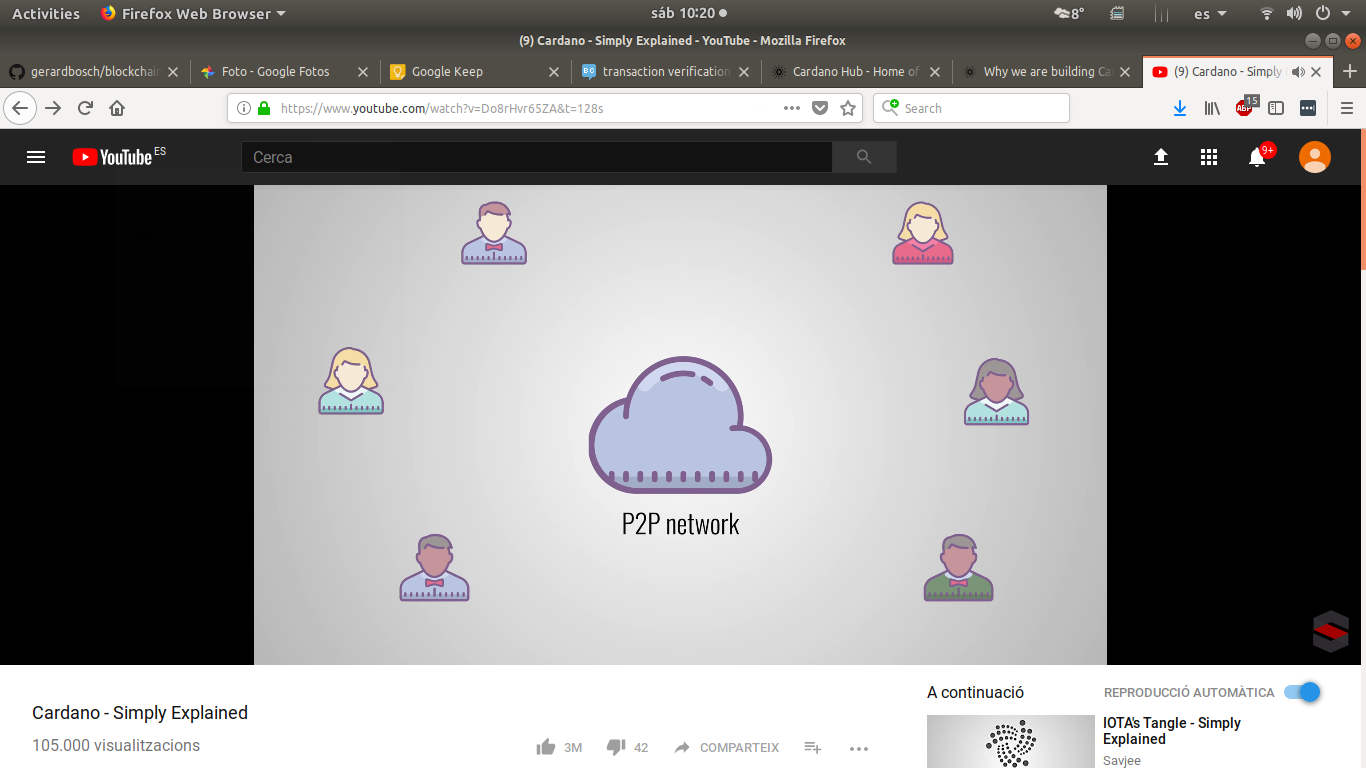 Activities Firefox Web Browser sáb 10:20 8° es
(9) Cardano - Simply Explained - YouTube - Mozilla Firefox
gerardbosch/blockchain Foto - Google Fotos Google Keep BC transaction verification Cardano Hub - Home of Why we are building Ca (9) Cardano - Simply
https://www.youtube.com/watch?v=Do8rHvr65ZA&t=128s Search ABP 15
YouTube ES Cerca 9+
P2P network
Cardano - Simply Explained
105.000 visualitzacions
3M 42 COMPARTEIX
A continuació REPRODUCCIÓ AUTOMÀTICA
IOTA's Tangle - Simply
Explained
Savjee